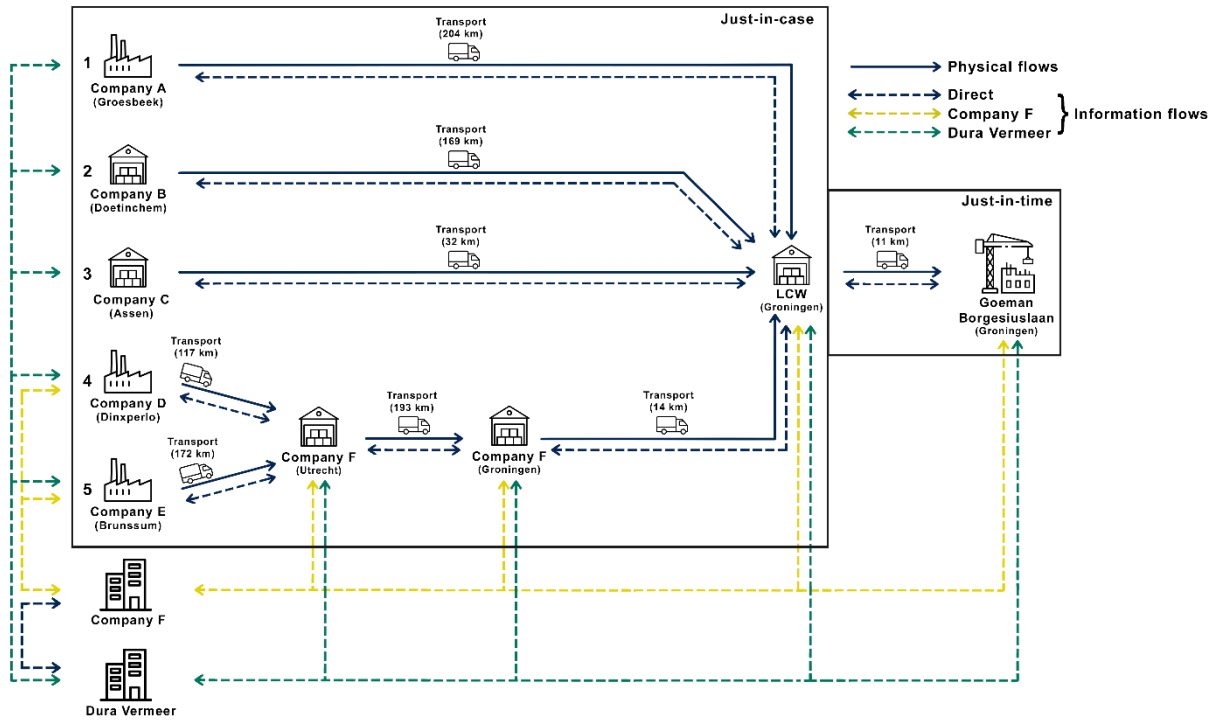 Just-in-case
Transport
(204 km)
1
Company A
(Groesbeek)
Physical flows
Direct
Company F
Dura Vermeer
Information flows
Transport
(169 km)
2
Company B
(Doetinchem)
Just-in-time
Transport
(32 km)
3
Company C
(Assen)
LCW
(Groningen)
Transport
(11 km)
Goeman
Borgesiuslaan
(Groningen)
Transport
(117 km)
4
Company D
(Dinxperlo)
Transport
(193 km)
Transport
(14 km)
Transport
(172 km)
Company F
(Utrecht)
Company F
(Groningen)
5
Company E
(Brunssum)
Company F
Dura Vermeer